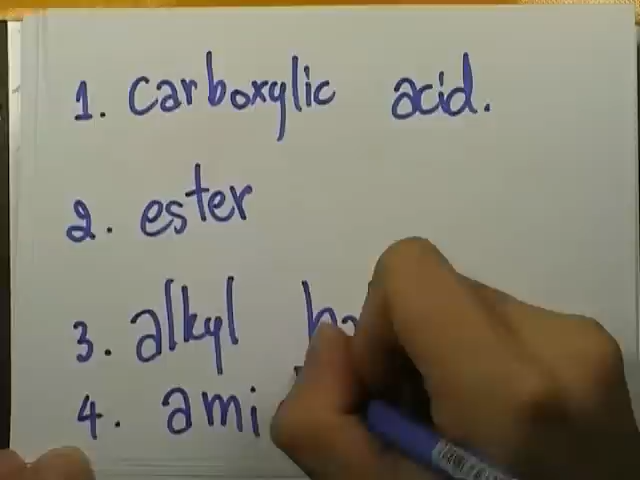 1. carboxylic acid.
2. ester
3. alkyl
4. ami